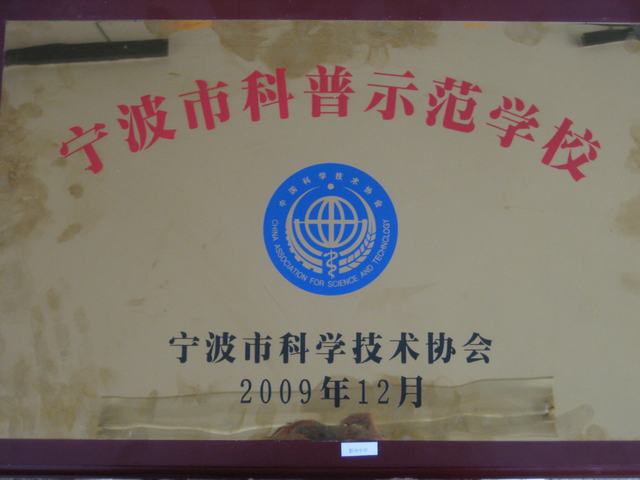 宁波市科普示范学校
中国科学技术协会
CHINA ASSOCIATION FOR SCIENCE AND TECHNOLOGY
宁波市科学技术协会
2009年12月